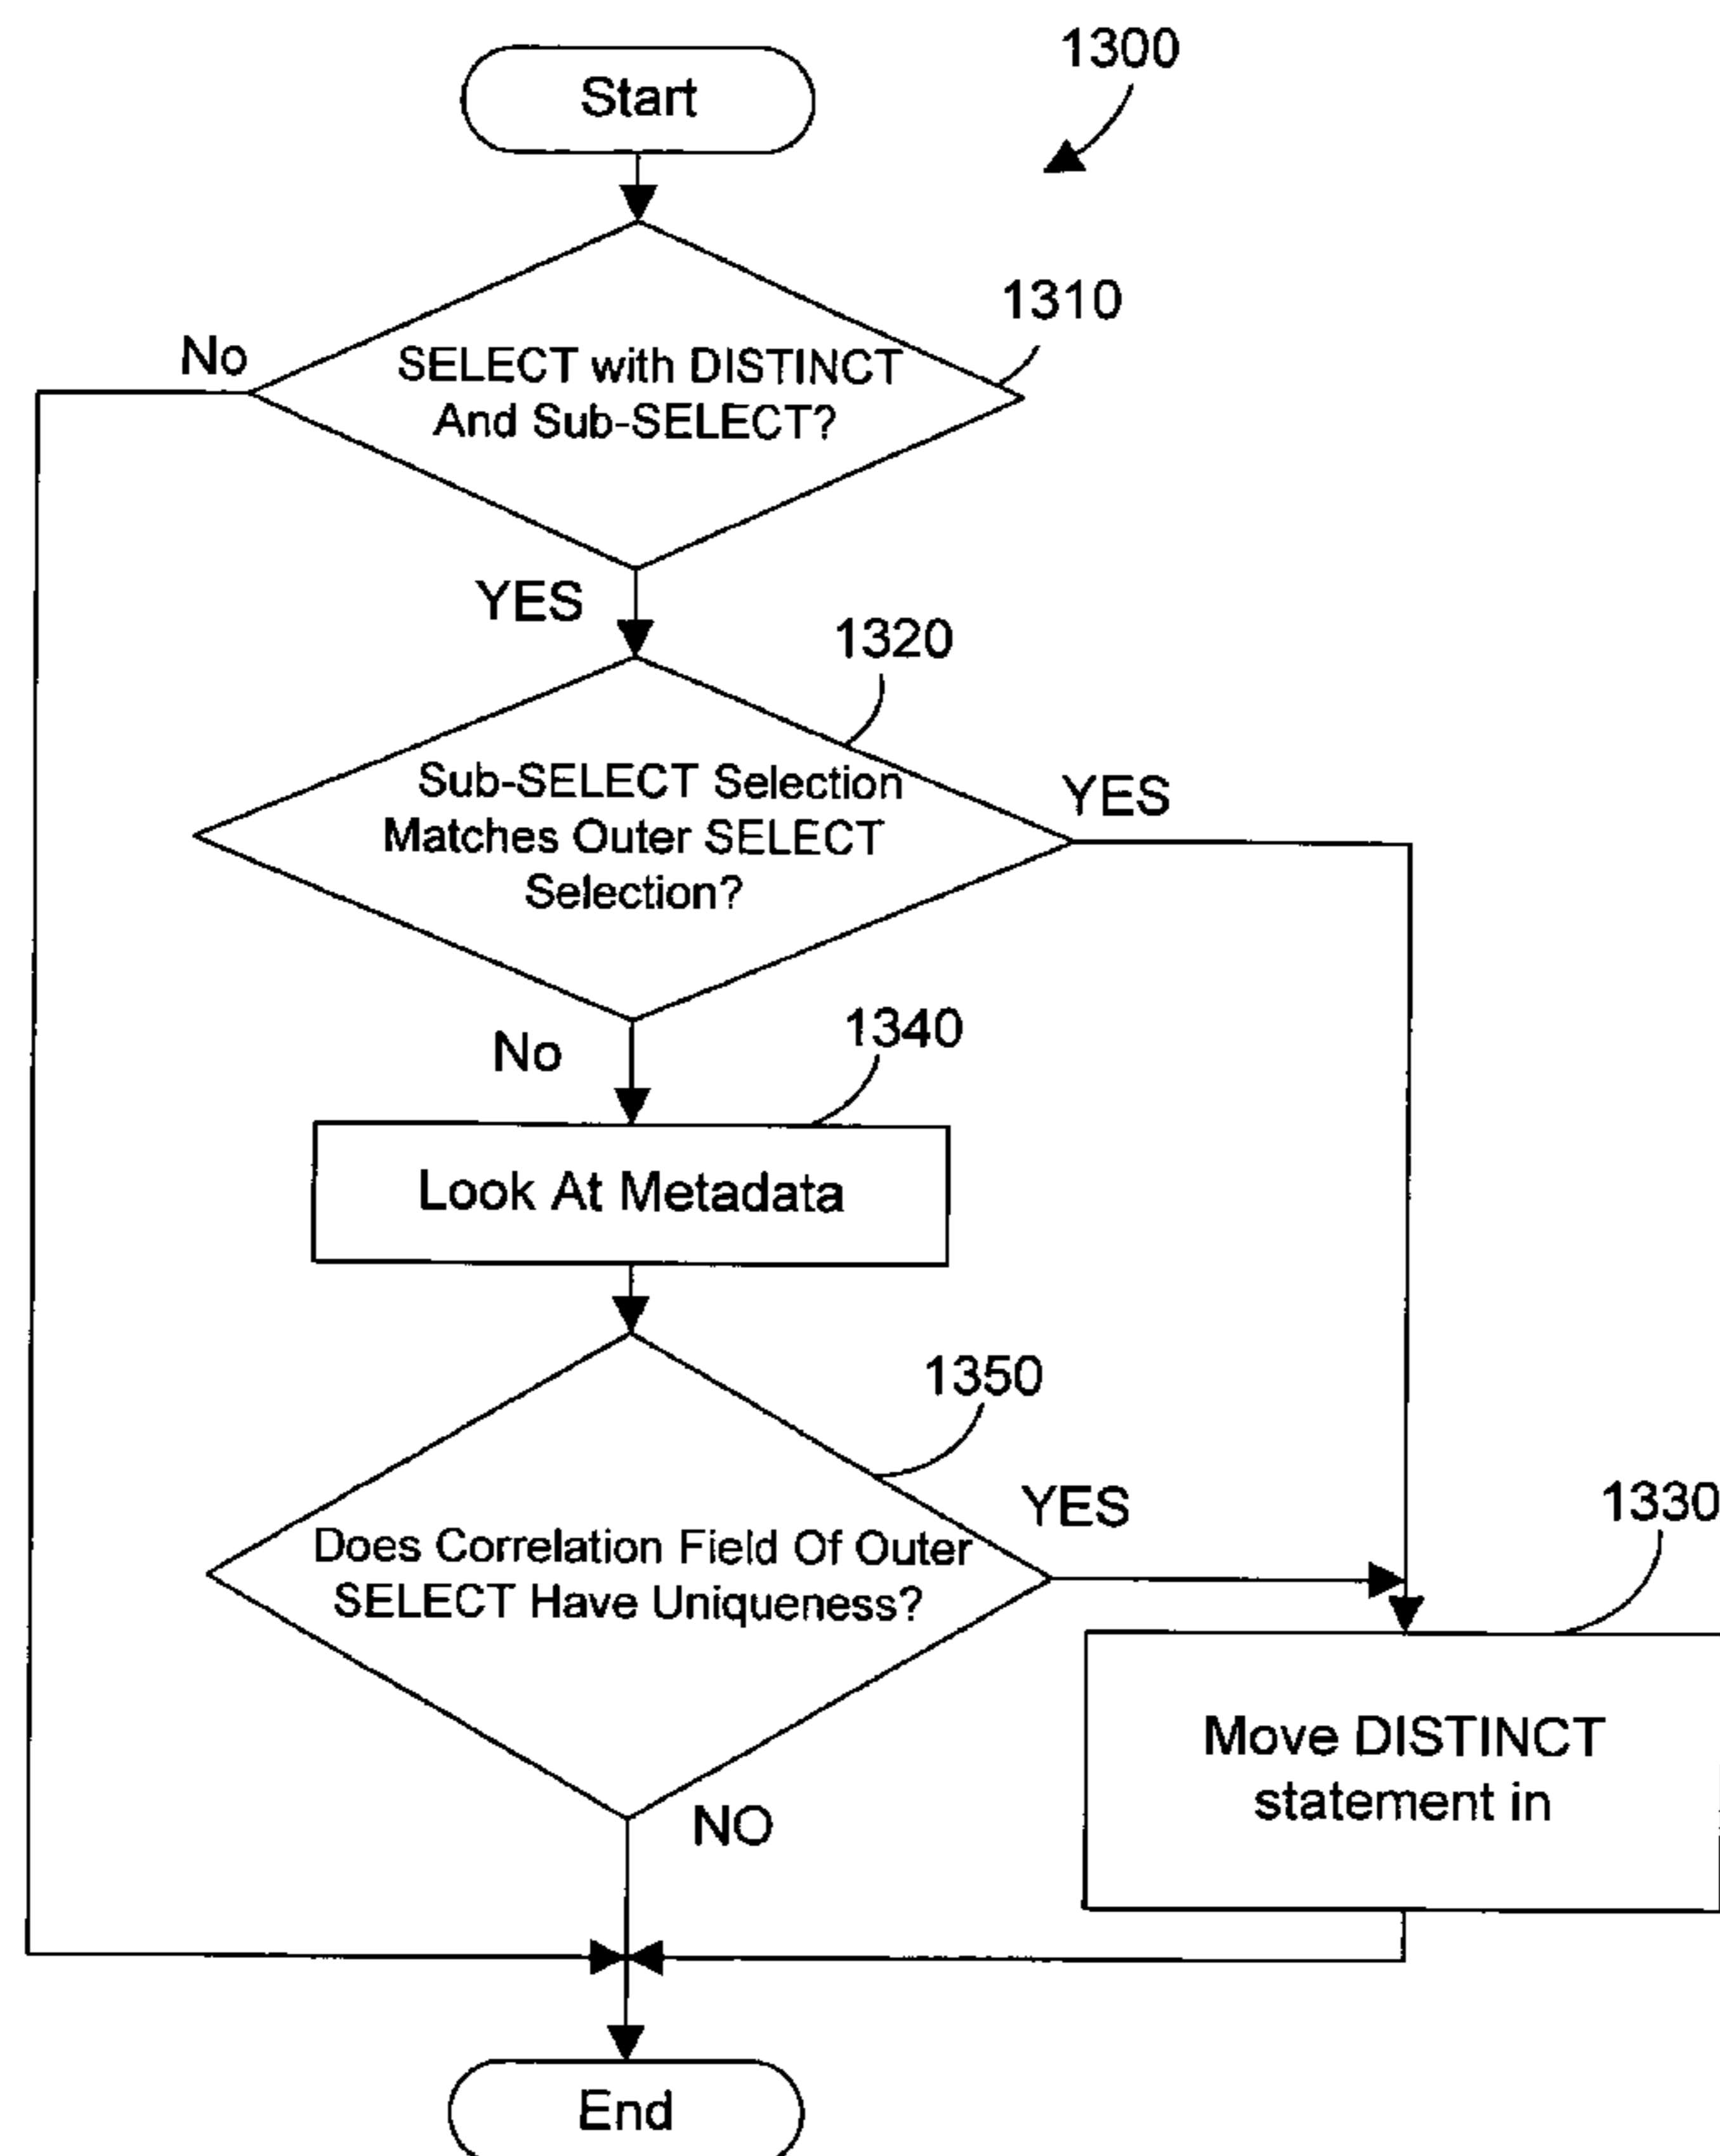 Start
1300
1310
No
SELECT with DISTINCT
And Sub-SELECT?
YES
1320
Sub-SELECT Selection
Matches Outer SELECT
Selection?
YES
No
1340
Look At Metadata
1350
Does Correlation Field Of Outer
SELECT Have Uniqueness?
YES
1330
Move DISTINCT
statement in
NO
End